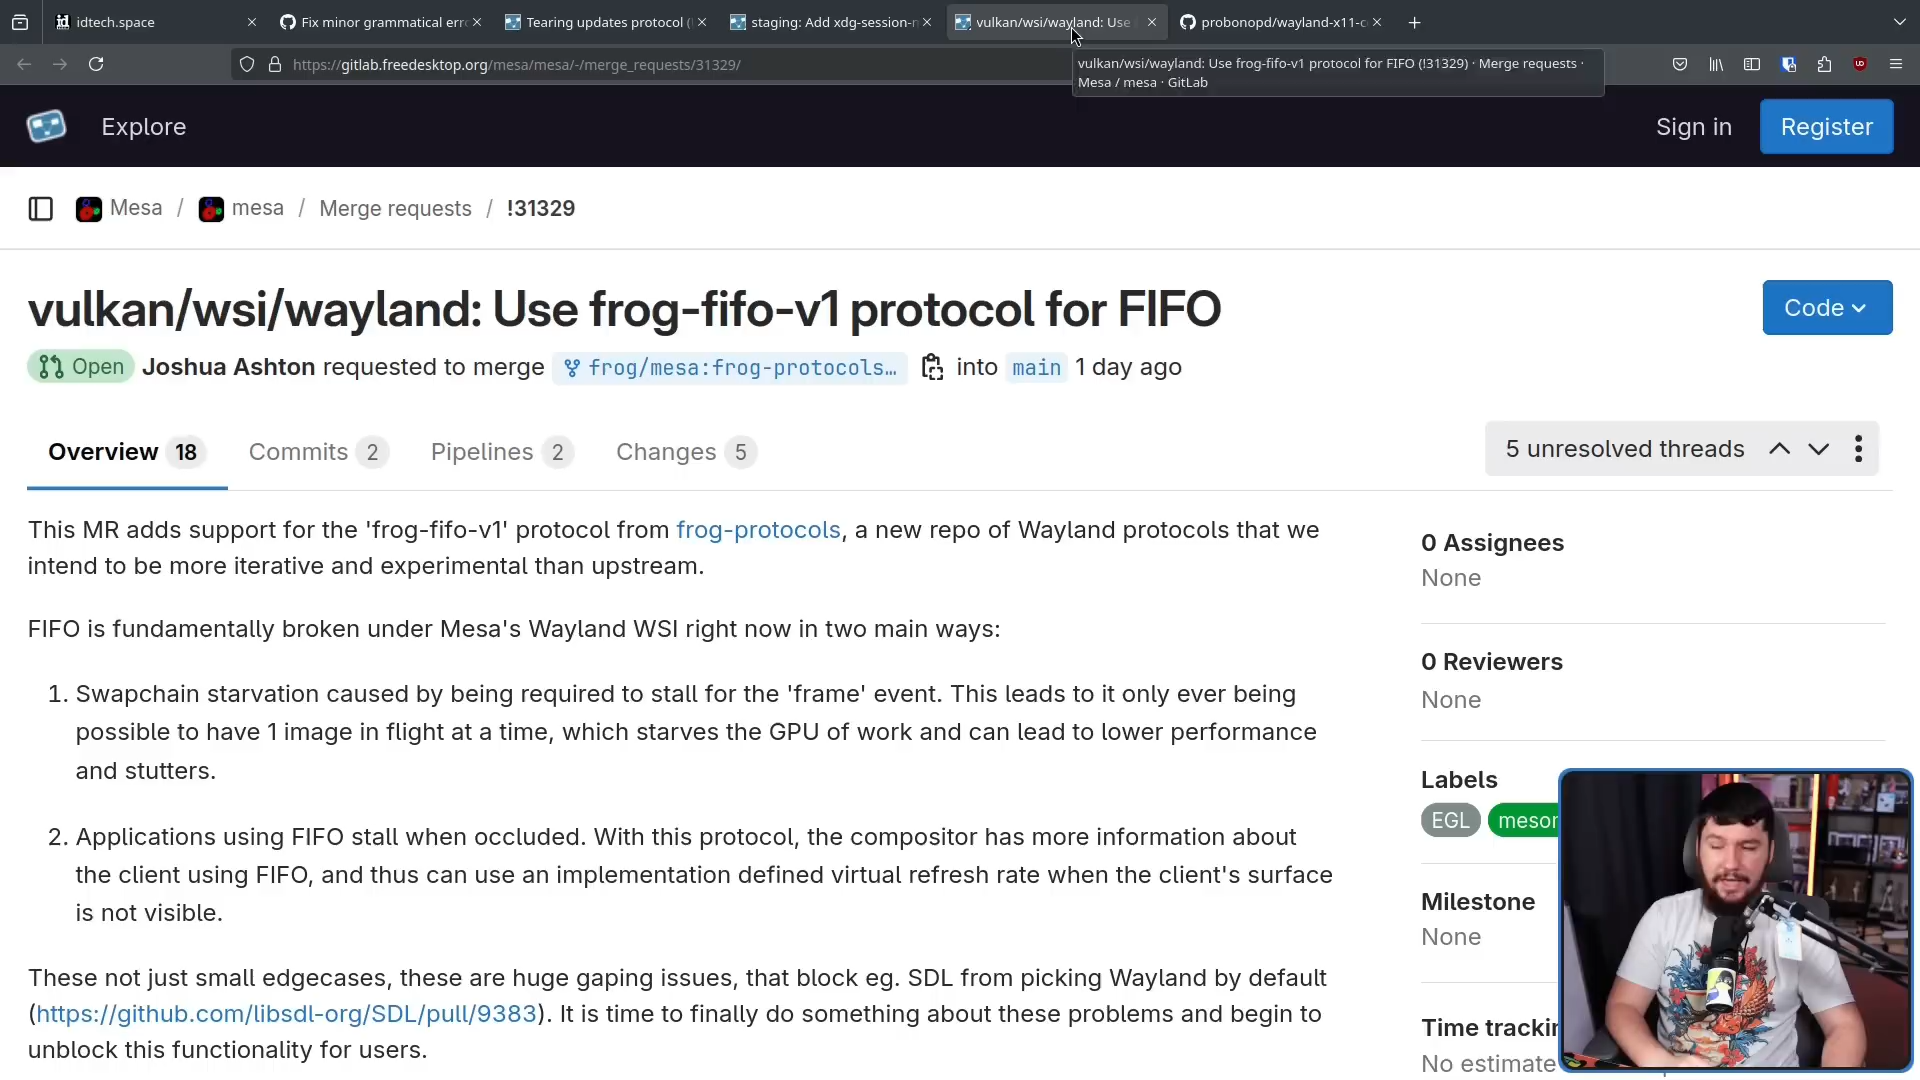 idtech.space
Fix minor grammatical erro
Tearing updates protocol (
staging: Add xdg-session-m
vulkan/wsi/wayland: Use
probonopd/wayland-x11-c
https://gitlab.freedesktop.org/mesa/mesa/-/merge_requests/31329/
vulkan/wsi/wayland: Use frog-fifo-v1 protocol for FIFO (!31329) · Merge requests ·
Mesa / mesa · GitLab
Explore
Sign in
Register
Mesa / mesa / Merge requests / !31329
vulkan/wsi/wayland: Use frog-fifo-v1 protocol for FIFO
Code
Open Joshua Ashton requested to merge frog/mesa:frog-protocols… into main 1 day ago
Overview 18
Commits 2
Pipelines 2
Changes 5
5 unresolved threads
This MR adds support for the 'frog-fifo-v1' protocol from frog-protocols, a new repo of Wayland protocols that we
intend to be more iterative and experimental than upstream.
FIFO is fundamentally broken under Mesa's Wayland WSI right now in two main ways:
1. Swapchain starvation caused by being required to stall for the 'frame' event. This leads to it only ever being
possible to have 1 image in flight at a time, which starves the GPU of work and can lead to lower performance
and stutters.
2. Applications using FIFO stall when occluded. With this protocol, the compositor has more information about
the client using FIFO, and thus can use an implementation defined virtual refresh rate when the client's surface
is not visible.
These not just small edgecases, these are huge gaping issues, that block eg. SDL from picking Wayland by default
(https://github.com/libsdl-org/SDL/pull/9383). It is time to finally do something about these problems and begin to
unblock this functionality for users.
0 Assignees
None
0 Reviewers
None
Labels
EGL
meson
Milestone
None
Time trackin
No estimate